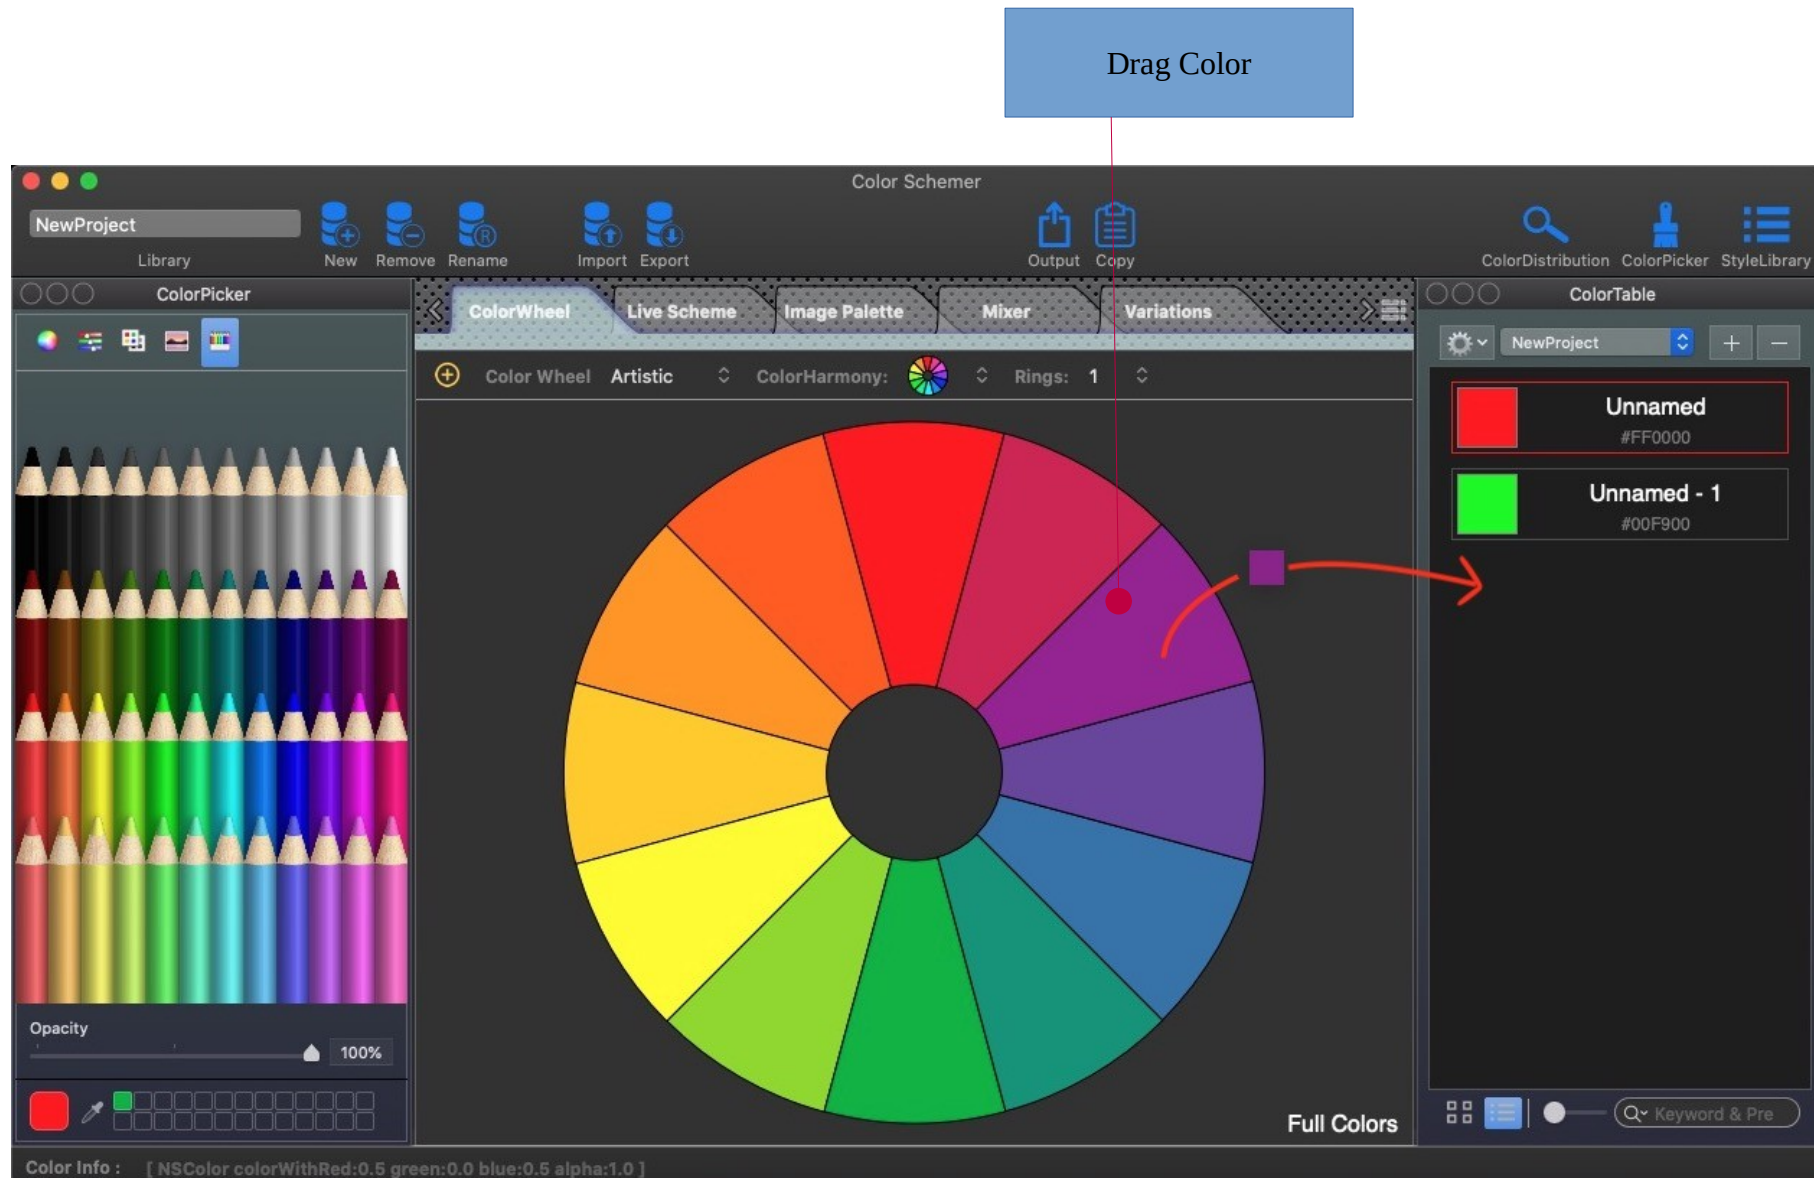 Drag Color
Color Schemer
NewProject
Library
New
Remove
Rename
Import
Export
Output
Copy
ColorDistribution
ColorPicker
StyleLibrary
ColorPicker
ColorWheel
Live Scheme
Image Palette
Mixer
Variations
ColorTable
Color Wheel
Artistic
ColorHarmony:
Rings:
1
NewProject
Unnamed
#FF0000
Unnamed - 1
#00F900
Opacity
100%
Full Colors
Keyword & Pre
Color Info :
[ NSColor colorWithRed:0.5 green:0.0 blue:0.5 alpha:1.0 ]